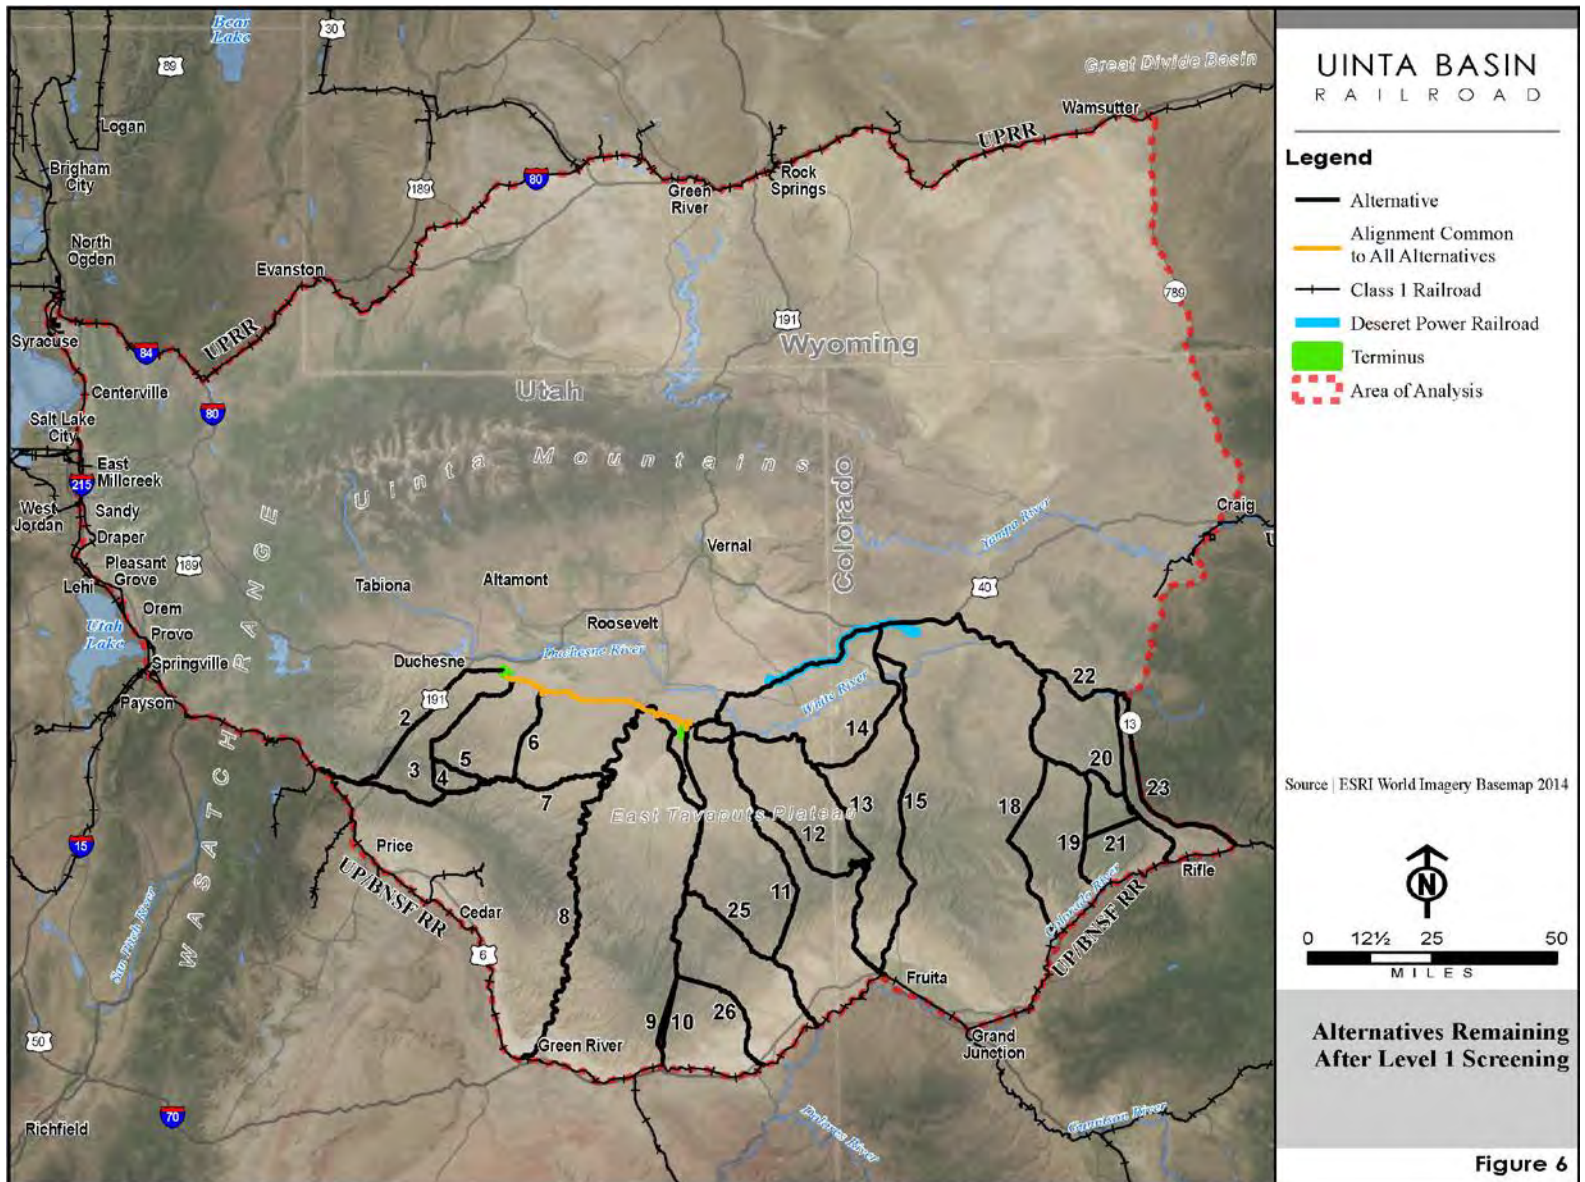 Bear
Lake
30
89
Great Divide Basin
Wamsutter
Logan
UPRR
Brigham
City
80
189
Green
River
Rock
Springs
North
Ogden
Evanston
789
191
Syracuse
84
UPRR
Wyoming
Utah
Centerville
80
Salt Lake
City
East
Millcreek
215
Uinta Mountains
Colorado
West
Jordan
Sandy
Craig
Yampa River
Draper
Vernal
Pleasant
Grove
189
Lehi
Tabiona
Altamont
40
Orem
Utah
Lake
Provo
Roosevelt
Duchesne River
Springville
Duchesne
White River
22
Payson
191
2
13
14
6
5
3
4
7
20
23
East Tavaputs Plateau
13
15
18
12
19
21
15
Price
Rifle
WASATCH RANGE
UP/BNSF RR
11
Colorado River
San Pitch River
Cedar
8
25
UP/BNSF RR
6
Fruita
26
9
10
50
Green River
Grand
Junction
70
Richfield
Dolores River
Gunnison River
UINTA BASIN
RAILROAD
Legend
Alternative
Alignment Common
to All Alternatives
Class 1 Railroad
Deseret Power Railroad
Terminus
Area of Analysis
Source | ESRI World Imagery Basemap 2014
N
0 12½ 25 50
MILES
Alternatives Remaining
After Level 1 Screening
Figure 6